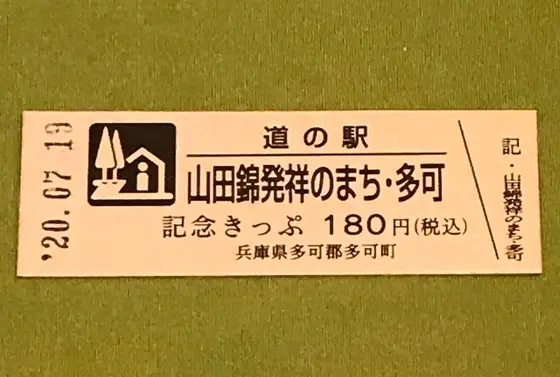 '20.07 19
道の駅
山田錦発祥のまち・多可
記念きっぷ 180円(税込)
兵庫県多可郡多可町
記・山田錦発祥のまち・多可